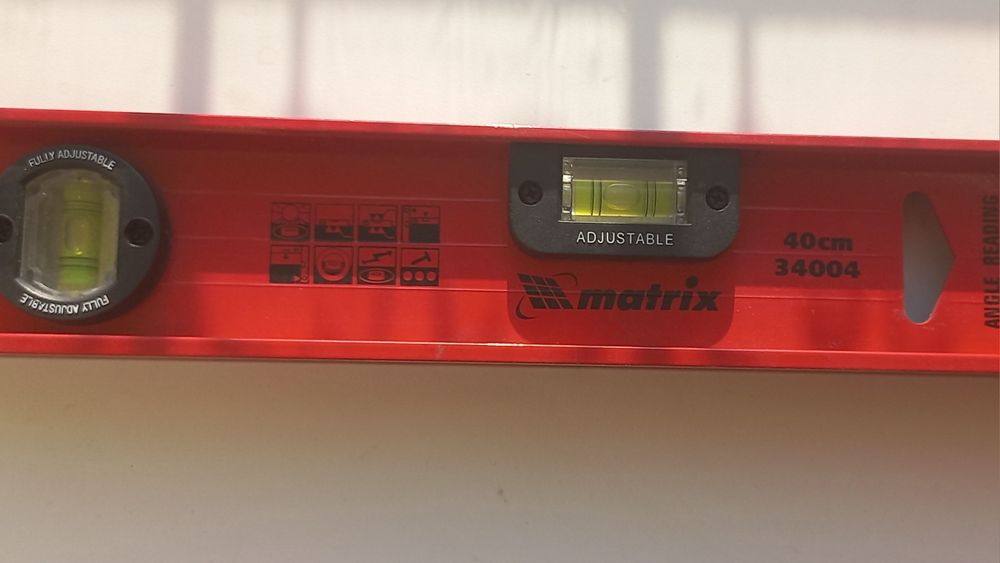 FULLY ADJUSTABLE
FULLY ADJUSTABLE
ADJUSTABLE
40cm
34004
matrix
ANGLE READING